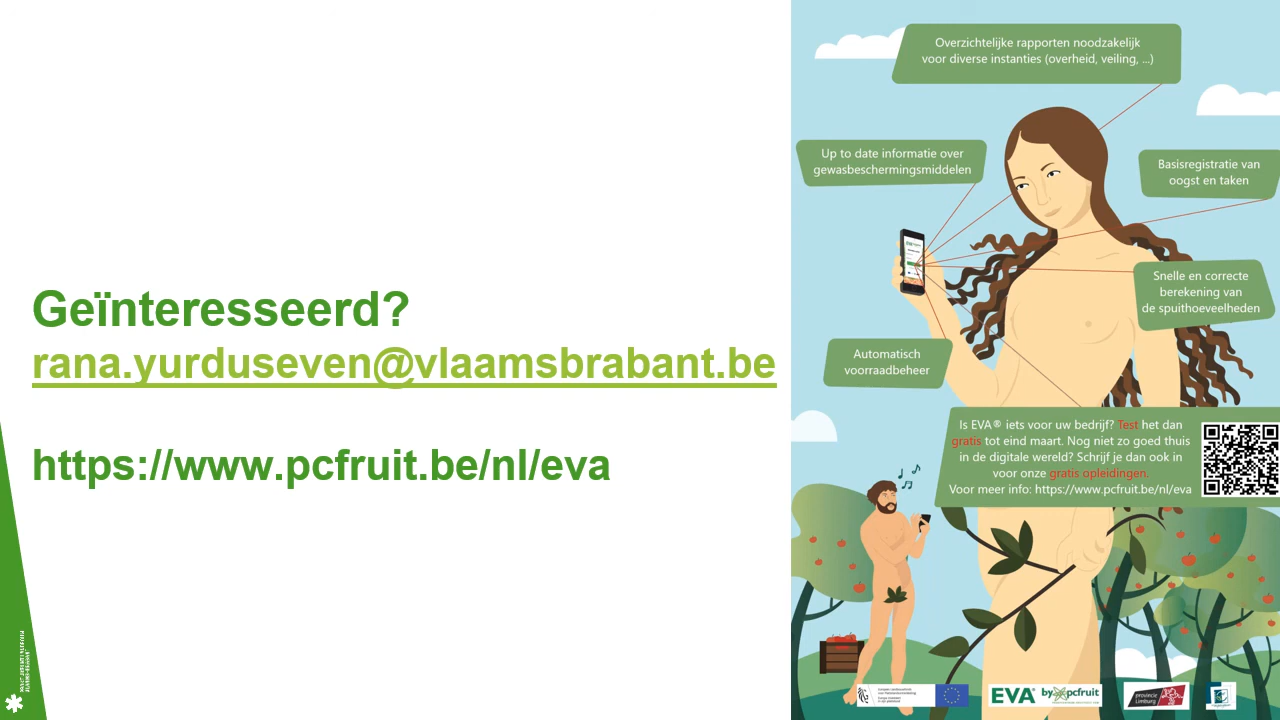 Geïnteresseerd?
rana.yurduseven@vlaamsbrabant.be
https://www.pcfruit.be/nl/eva
Overzichtelijke rapporten noodzakelijk
voor diverse instanties (overheid, veiling, ...)
Up to date informatie over
gewasbeschermingsmiddelen
Basisregistratie van
oogst en taken
Snelle en correcte
berekening van
de spuithoeveelheden
Automatisch
voorraadbeheer
Is EVA® iets voor uw bedrijf? Test het dan
gratis tot eind maart. Nog niet zo goed thuis
in de digitale wereld? Schrijf je dan ook in
voor onze gratis opleidingen.
Voor meer info: https://www.pcfruit.be/nl/eva
EVA® by pcfruit
provincie
Limburg